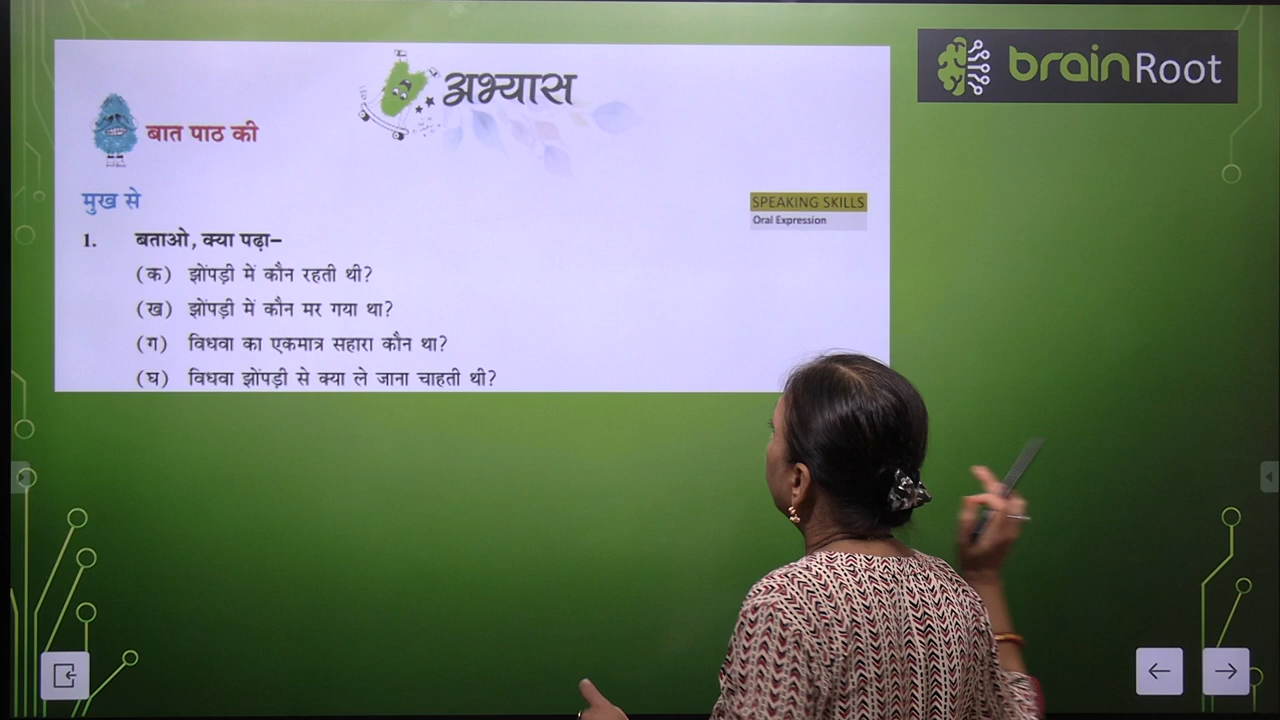 brainRoot
अभ्यास
बात पाठ की
मुख से
SPEAKING SKILLS
Oral Expression
1. बताओ, क्या पढ़ा–
(क) झोंपड़ी में कौन रहती थी?
(ख) झोंपड़ी में कौन मर गया था?
(ग) विधवा का एकमात्र सहारा कौन था?
(घ) विधवा झोंपड़ी से क्या ले जाना चाहती थी?